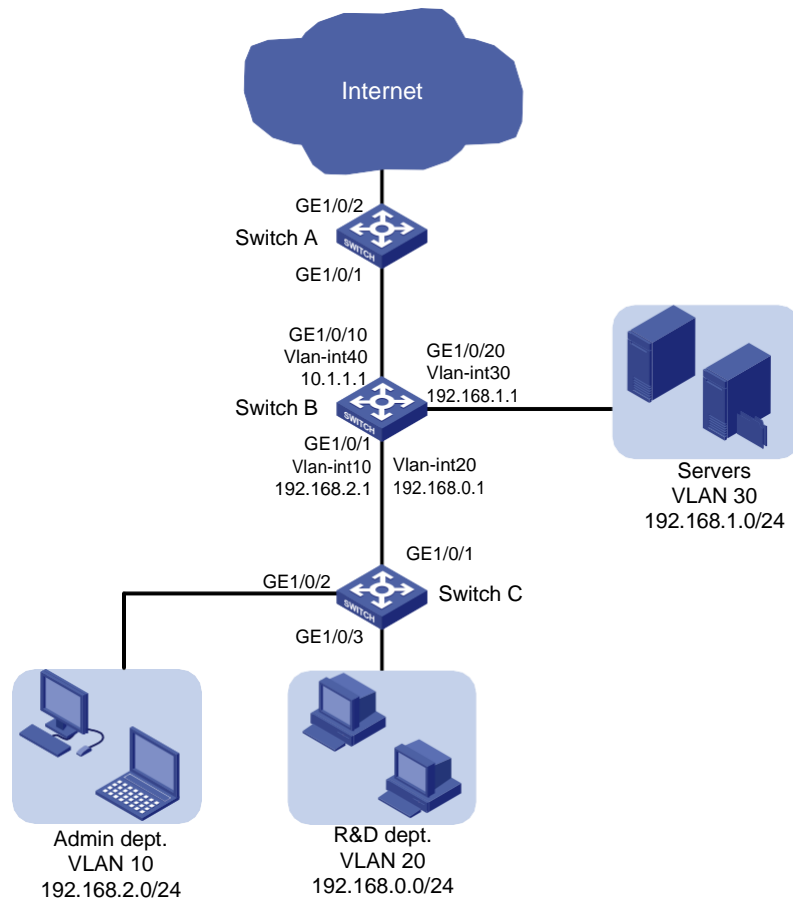 Internet
GE1/0/2
Switch A
SWITCH
GE1/0/1
GE1/0/10
Vlan-int40
10.1.1.1
GE1/0/20
Vlan-int30
192.168.1.1
Switch B
SWITCH
GE1/0/1
Vlan-int10
192.168.2.1
Vlan-int20
192.168.0.1
Servers
VLAN 30
192.168.1.0/24
GE1/0/1
GE1/0/2
Switch C
SWITCH
GE1/0/3
Admin dept.
VLAN 10
192.168.2.0/24
R&D dept.
VLAN 20
192.168.0.0/24